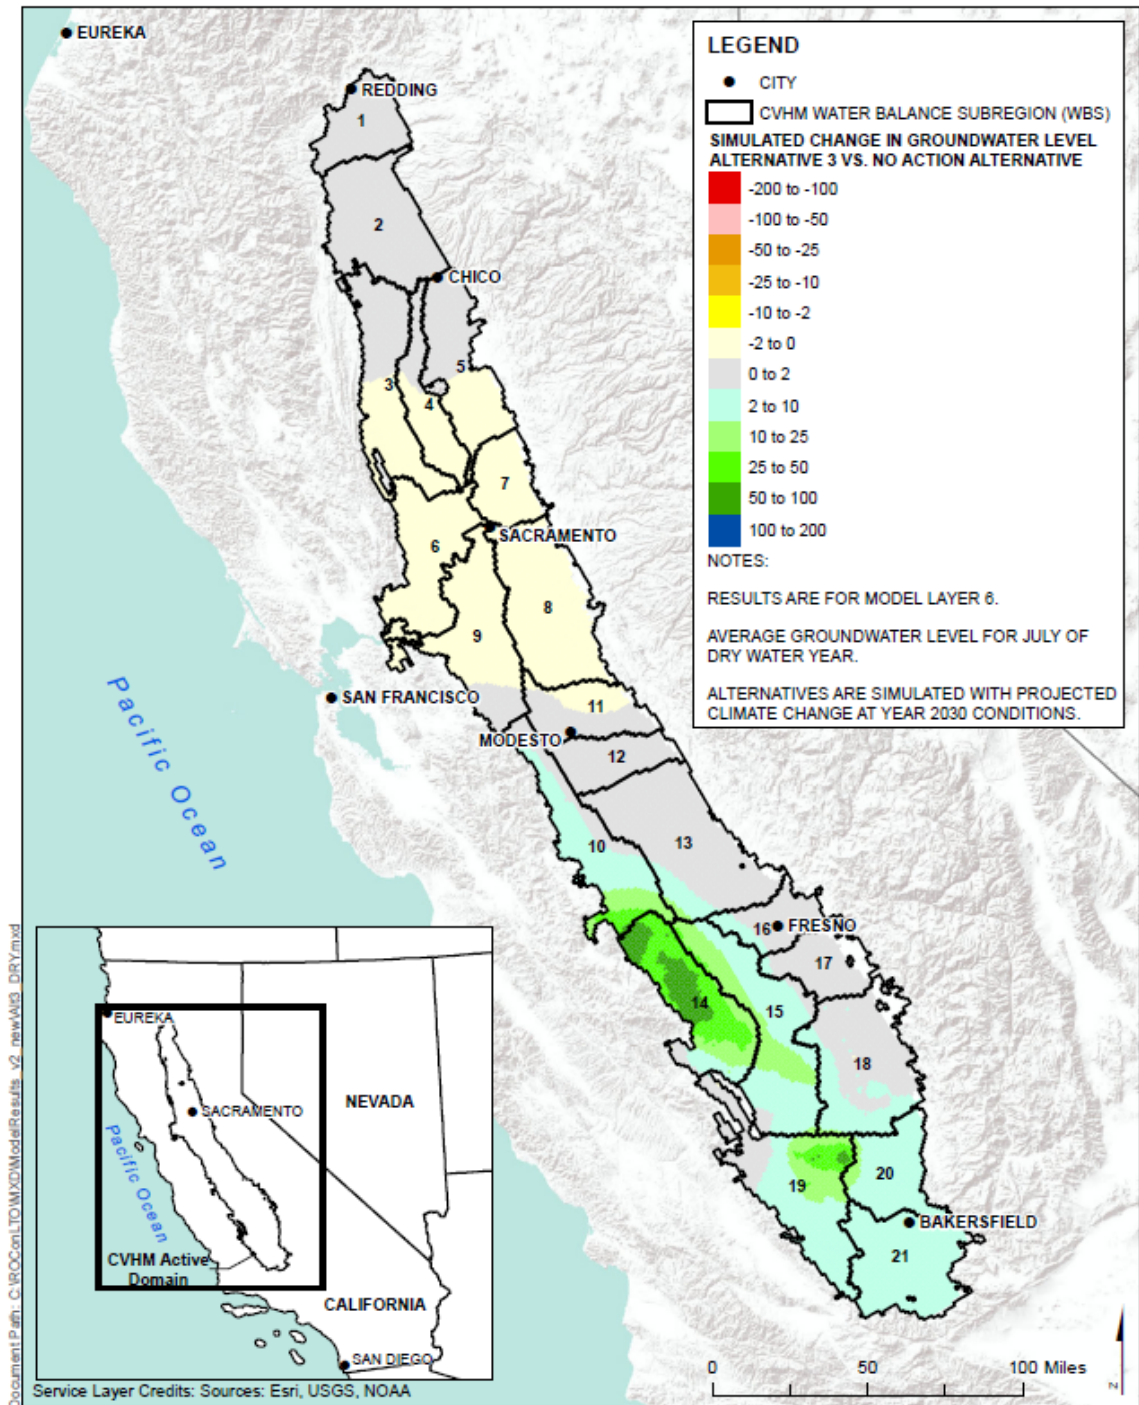 EUREKA
REDDING
1
2
CHICO
3
4
5
7
SACRAMENTO
6
8
9
SAN FRANCISCO
11
MODESTO
12
10
13
16
FRESNO
17
14
15
18
19
20
BAKERSFIELD
21
Pacific Ocean
LEGEND
CITY
CVHM WATER BALANCE SUBREGION (WBS)
SIMULATED CHANGE IN GROUNDWATER LEVEL
ALTERNATIVE 3 VS. NO ACTION ALTERNATIVE
-200 to -100
-100 to -50
-50 to -25
-25 to -10
-10 to -2
-2 to 0
0 to 2
2 to 10
10 to 25
25 to 50
50 to 100
100 to 200
NOTES:
RESULTS ARE FOR MODEL LAYER 6.
AVERAGE GROUNDWATER LEVEL FOR JULY OF
DRY WATER YEAR.
ALTERNATIVES ARE SIMULATED WITH PROJECTED
CLIMATE CHANGE AT YEAR 2030 CONDITIONS.
EUREKA
SACRAMENTO
NEVADA
Pacific Ocean
CVHM Active
Domain
CALIFORNIA
SAN DIEGO
Service Layer Credits: Sources: Esri, USGS, NOAA
0 50 100 Miles